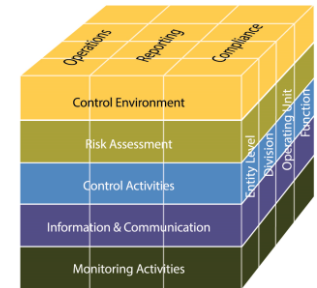 Operations
Reporting
Compliance
Control Environment
Risk Assessment
Control Activities
Information & Communication
Monitoring Activities
Entity Level
Division
Operating Unit
Function